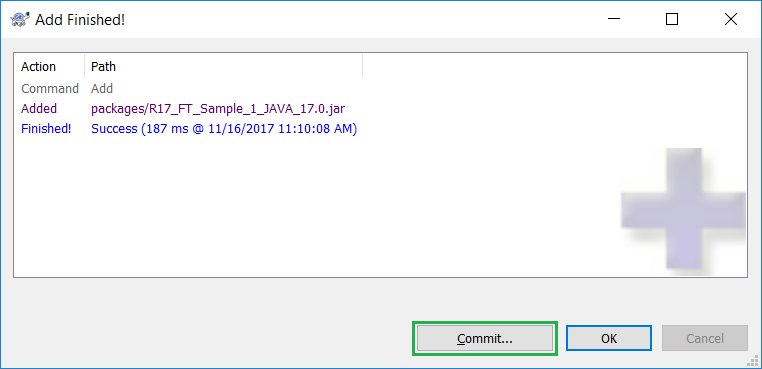 Add Finished!
Action Path
Command Add
Added packages/R17_FT_Sample_1_JAVA_17.0.jar
Finished! Success (187 ms @ 11/16/2017 11:10:08 AM)
Commit... OK Cancel